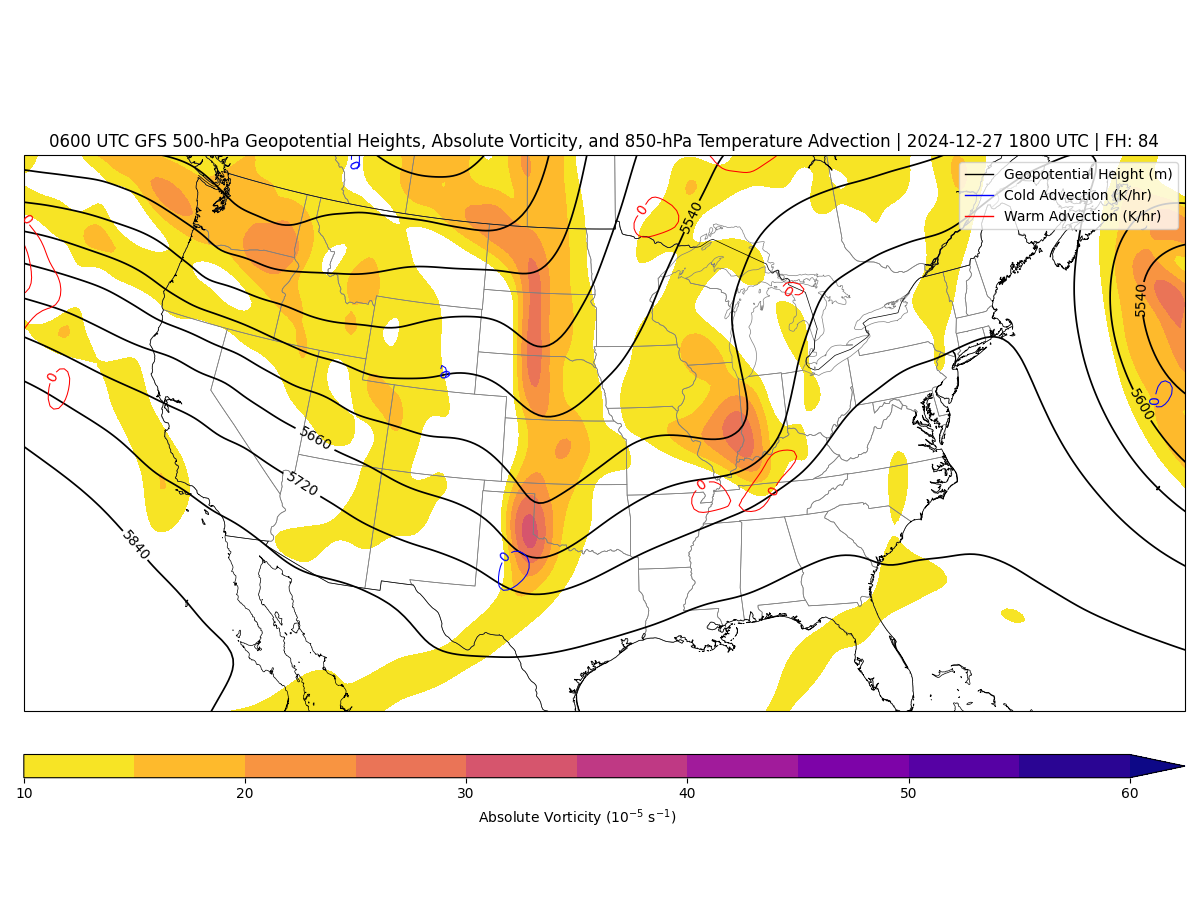 0600 UTC GFS 500-hPa Geopotential Heights, Absolute Vorticity, and 850-hPa Temperature Advection | 2024-12-27 1800 UTC | FH: 84
Geopotential Height (m)
Cold Advection (K/hr)
Warm Advection (K/hr)
0
0
0
5540
0
5540
0
0
0
0
5600
5660
5720
0
0
0
5840
10 20 30 40 50 60
Absolute Vorticity (10⁻⁵ s⁻¹)